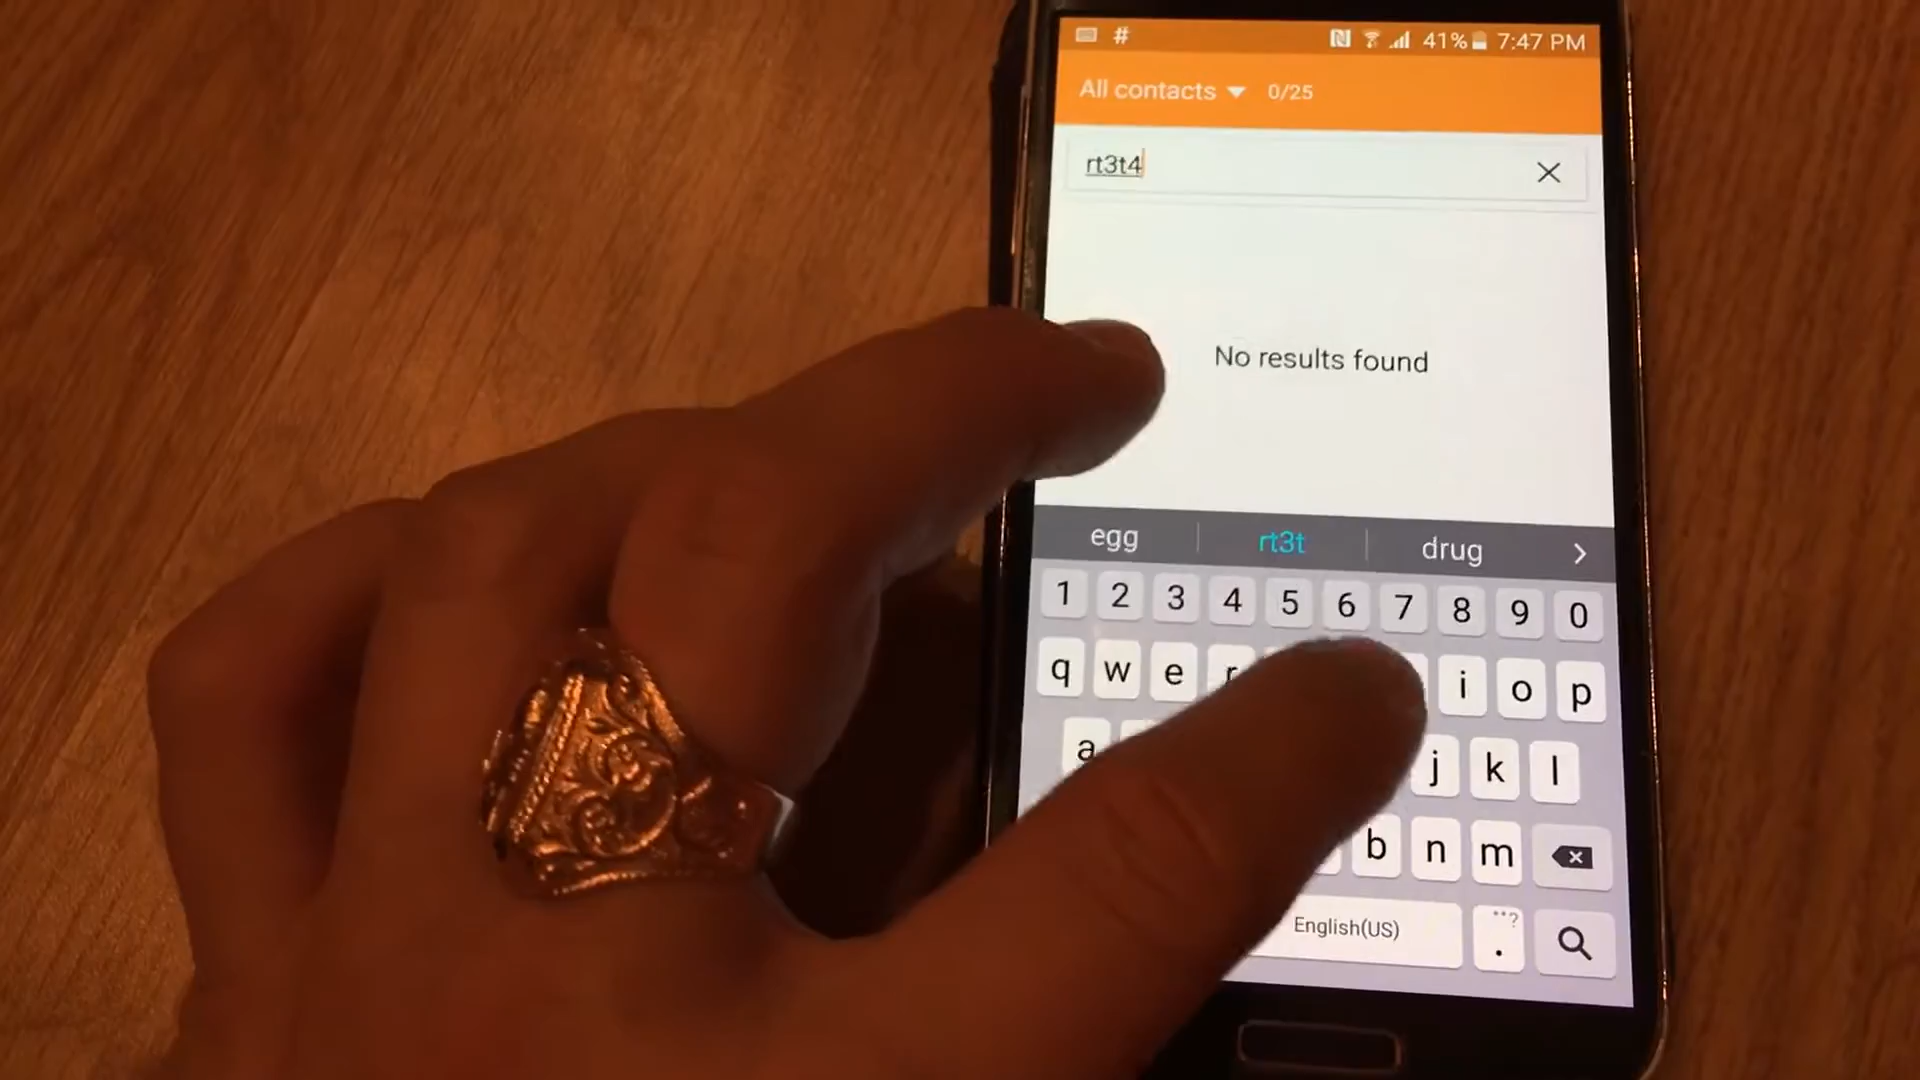 # 41% 7:47 PM
All contacts 0/25
rt3t4
No results found
egg rt3t drug
1 2 3 4 5 6 7 8 9 0
q w e r i o p
a j k l
b n m
English(US) .